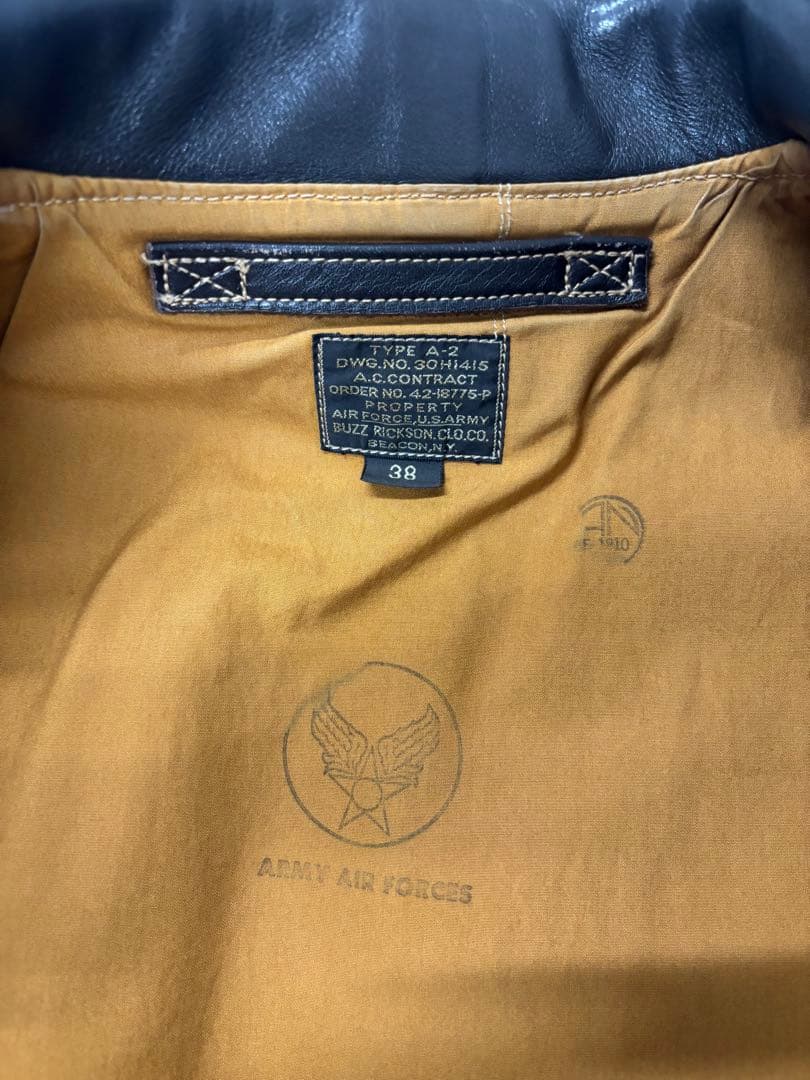 TYPE A-2
DWG.NO. 30H1415
A.C.CONTRACT
ORDER NO. 42-18775-P
PROPERTY
AIR FORCE,U.S.ARMY
BUZZ RICKSON.CLO.CO.
BEACON,N.Y.
38
ARMY AIR FORCES